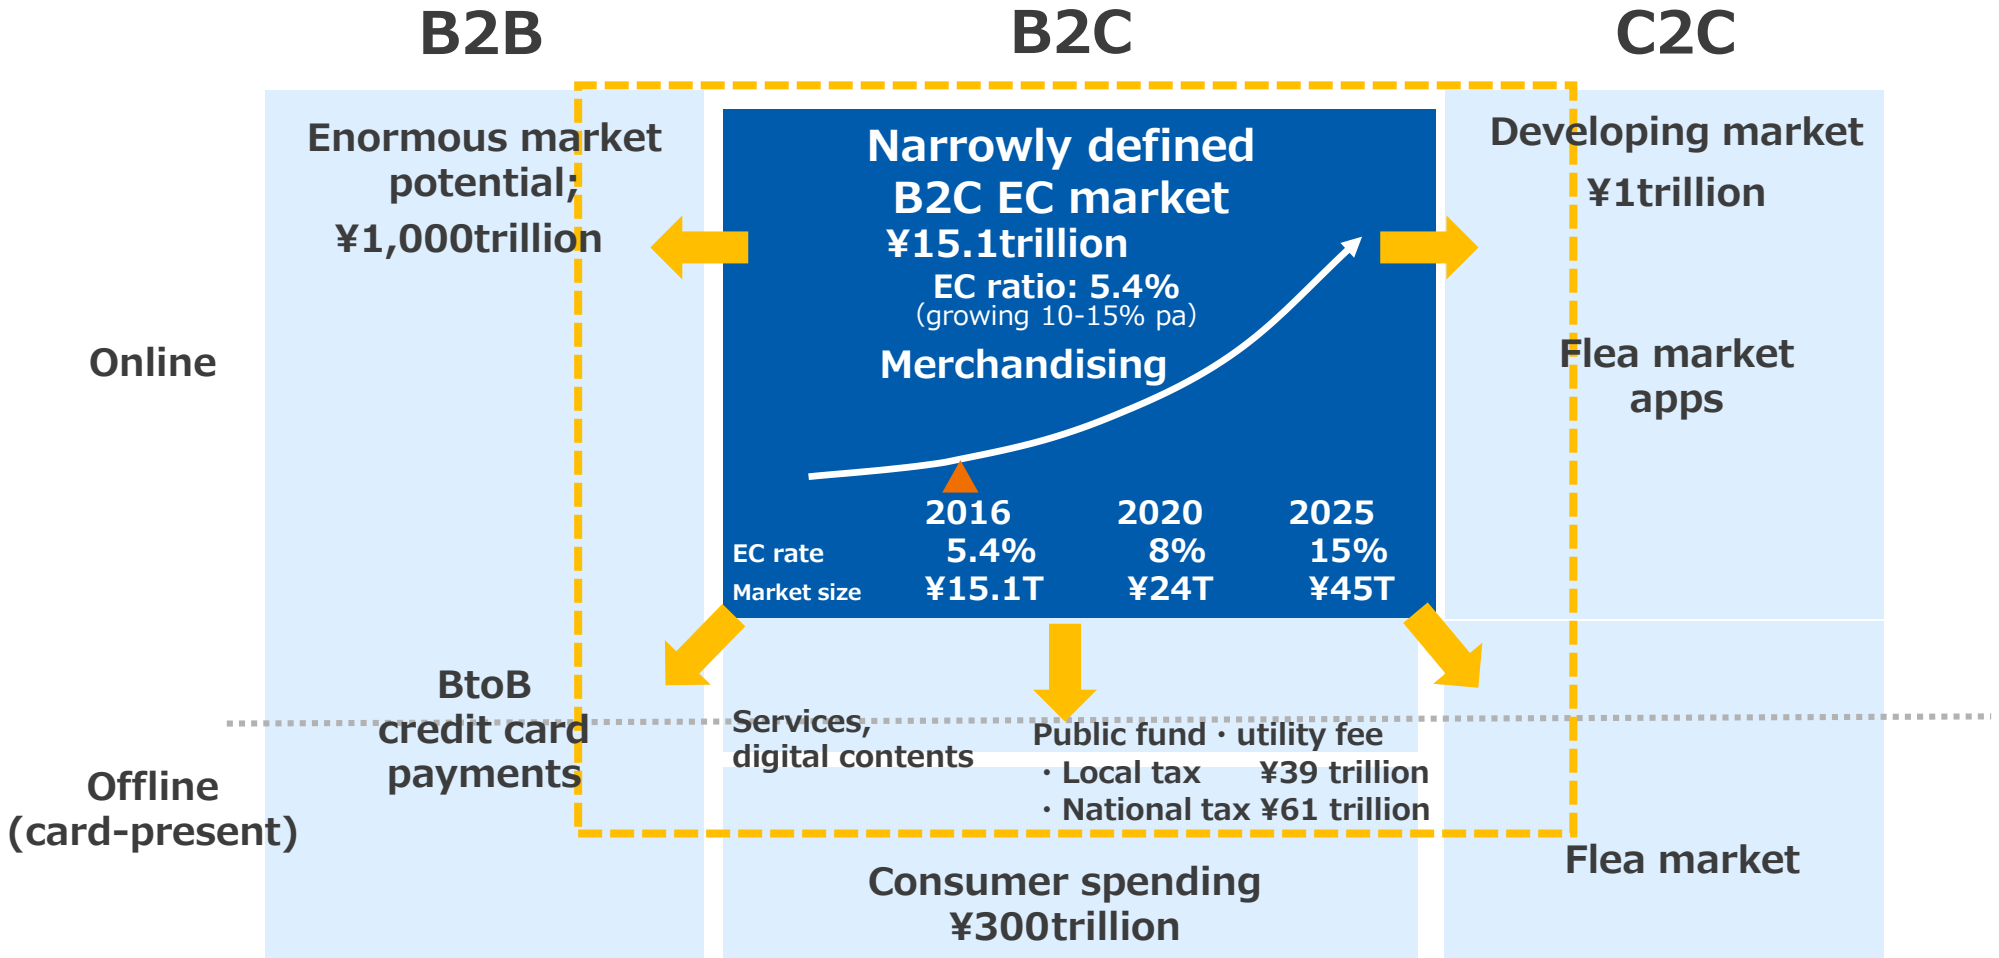 B2B
B2C
C2C
Enormous market
potential;
¥1,000trillion
Narrowly defined
B2C EC market
¥15.1trillion
EC ratio: 5.4%
（growing 10-15% pa）
Merchandising
Developing market
¥1trillion
Online
Flea market
apps
2016 2020 2025
EC rate 5.4% 8% 15%
Market size ¥15.1T ¥24T ¥45T
BtoB
credit card
payments
Services,
digital contents
Public fund・utility fee
・Local tax ¥39 trillion
・National tax ¥61 trillion
Offline
(card-present)
Consumer spending
¥300trillion
Flea market